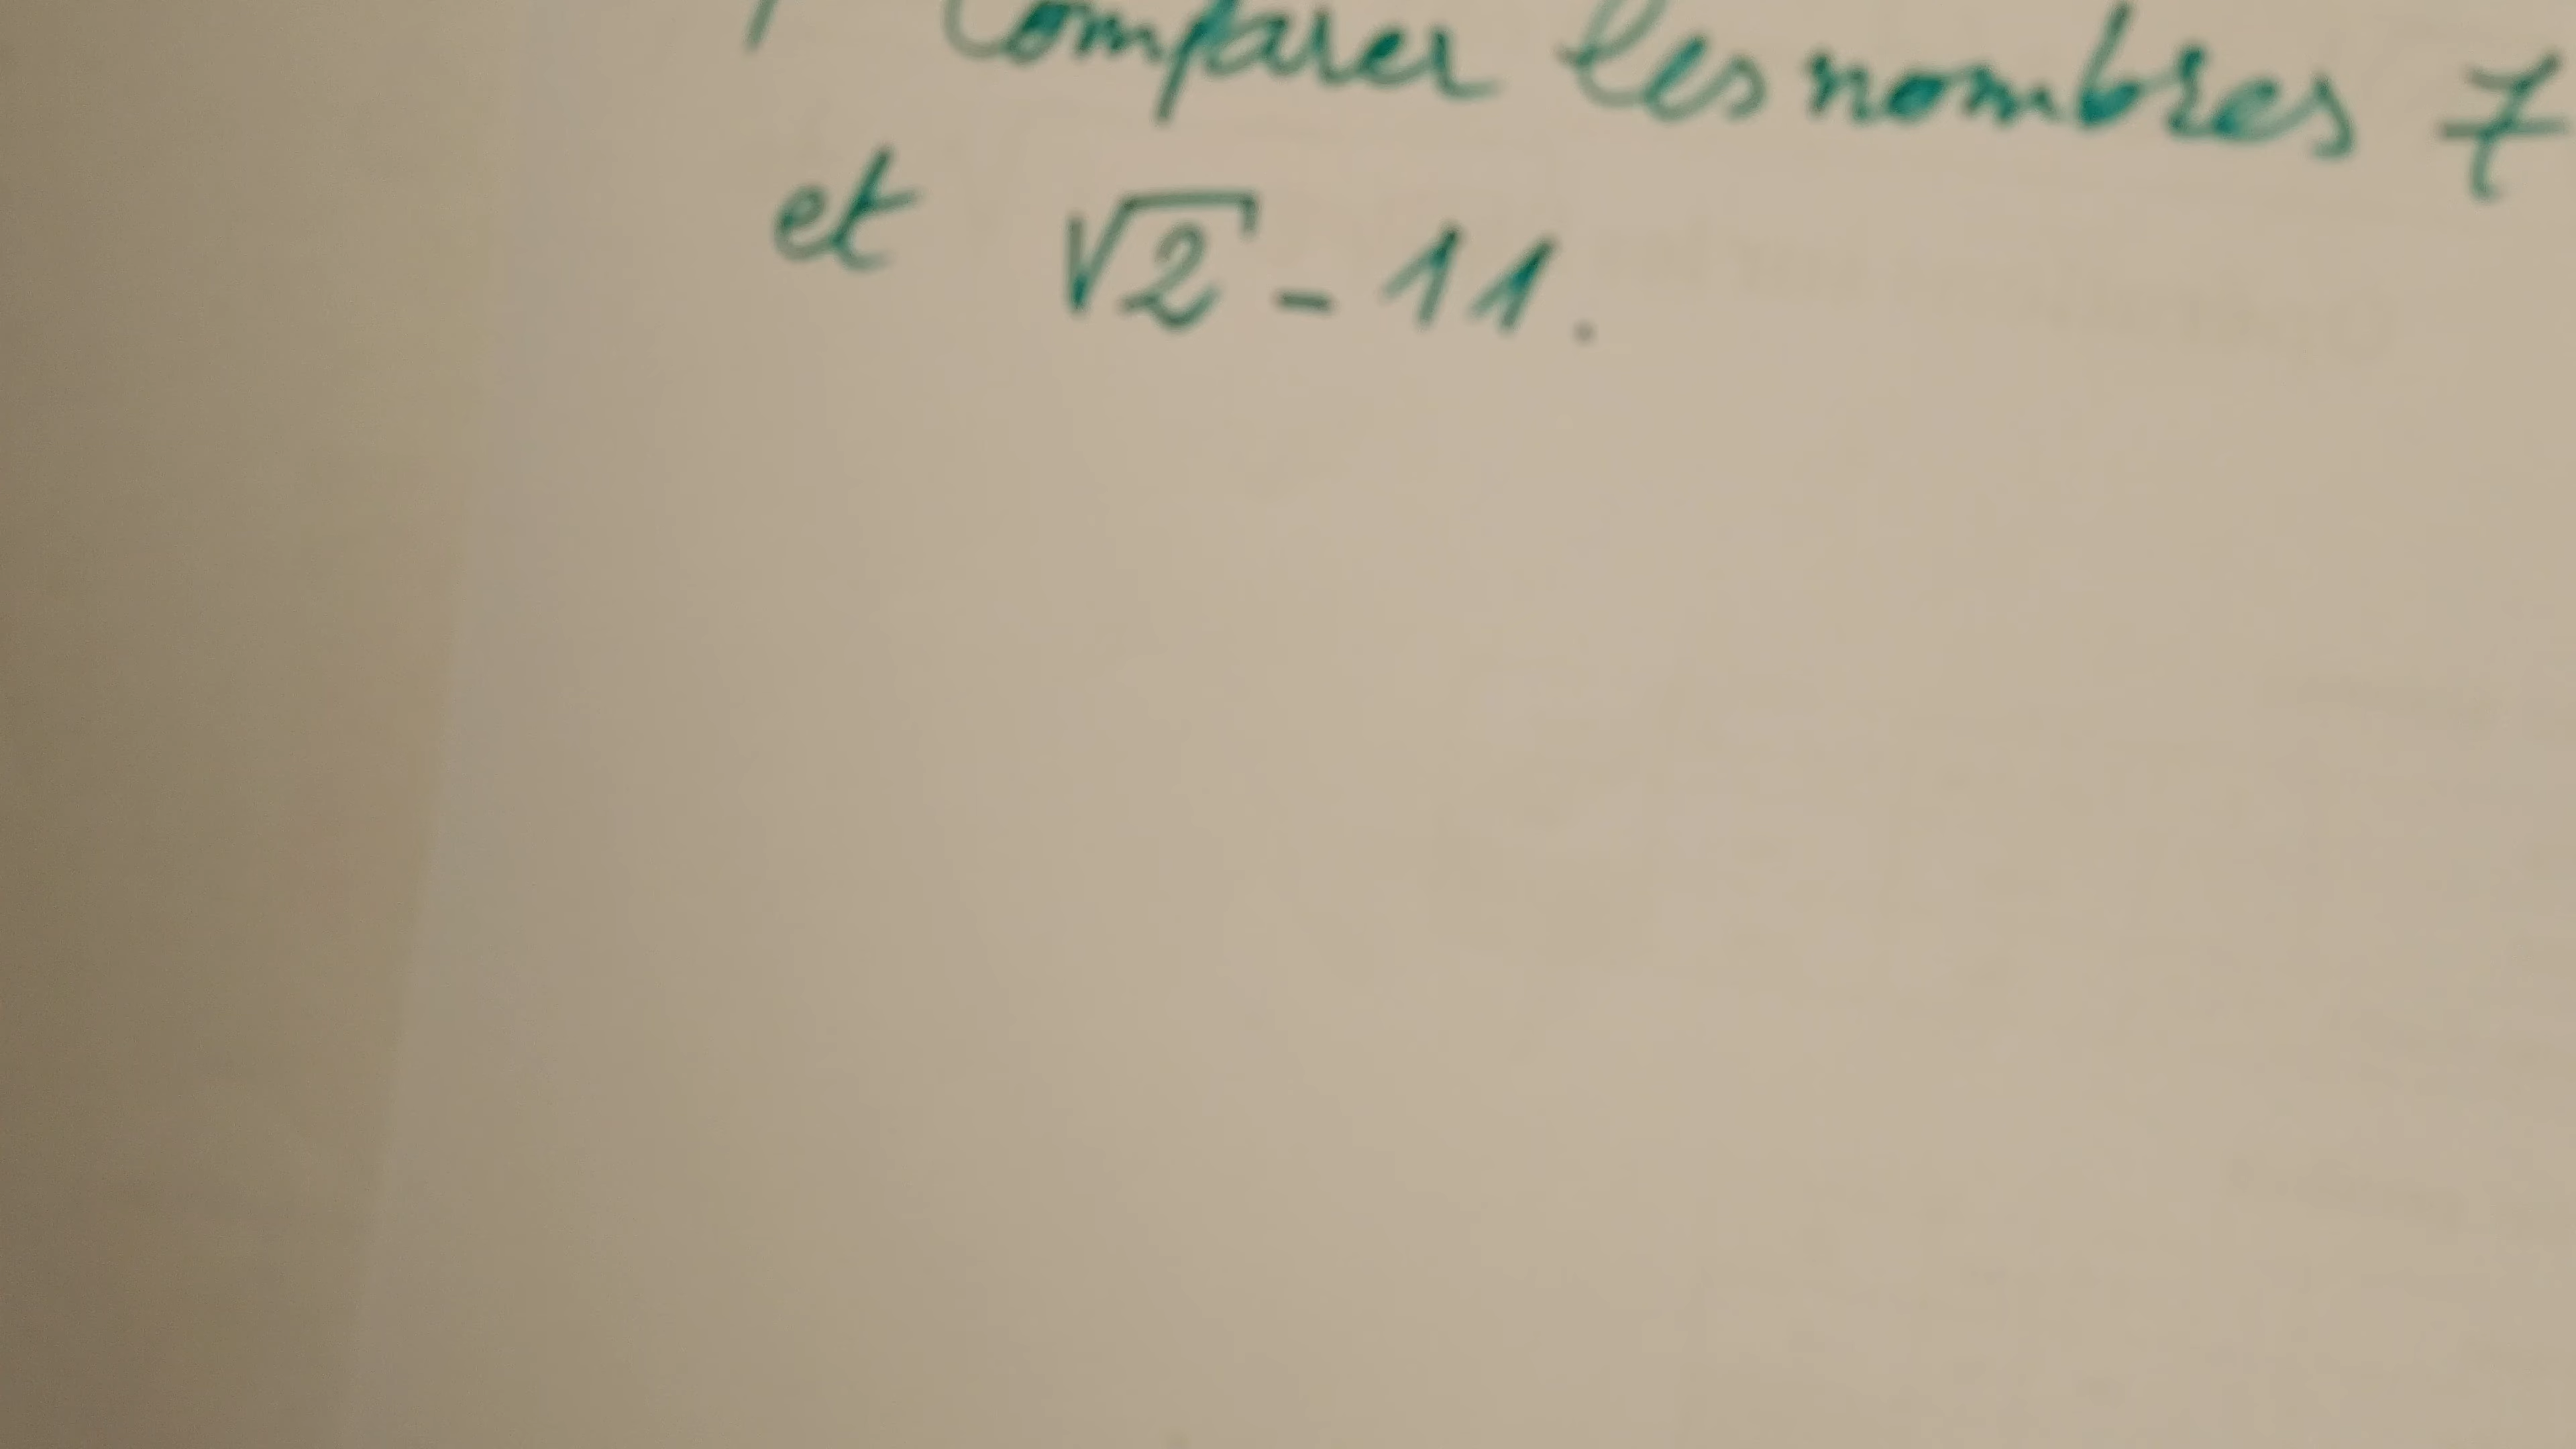 Comparer les nombres 7
et √2 - 11.